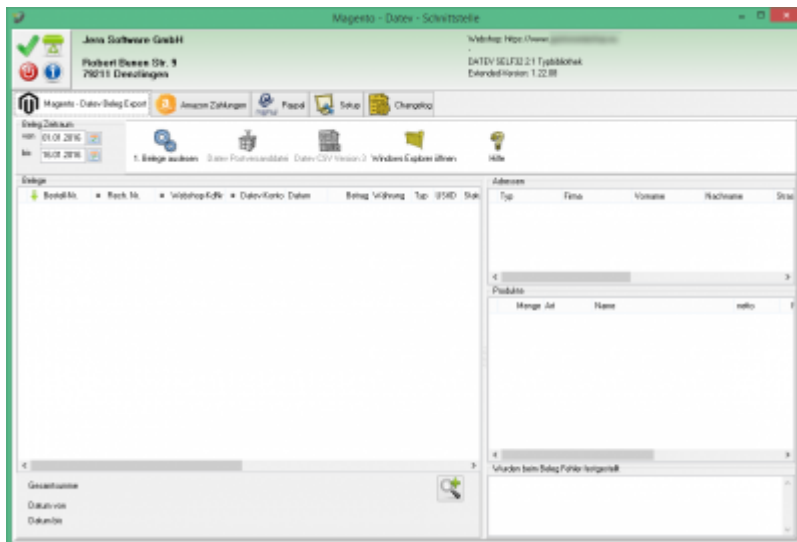 Magento - Datev - Schnittstelle
Jera Software GmbH
Robert Bunsen Str. 9
79211 Denzlingen
Webshop: https://www.
DATEV SELF32 2.1 Typbibliothek
Extended-Version: 1.22.08
Magento - Datev Beleg Export
Amazon Zahlungen
Paypal
Setup
Changelog
Beleg Zeitraum
von 01.01.2016
bis 16.01.2016
1. Belege auslesen
Datev Postversanddatei
Datev CSV Version 2
Windows Explorer öffnen
Hilfe
Belege
Bestell-Nr. Rech. Nr. Webshop-KdNr Datev-Konto Datum Betrag Währung Typ USTID
Adressen
Typ Firma Vorname Nachname
Produkte
Menge Art Name netto
Gesamtsumme
Datum von
Datum bis
Wurden beim Beleg Fehler festgestellt